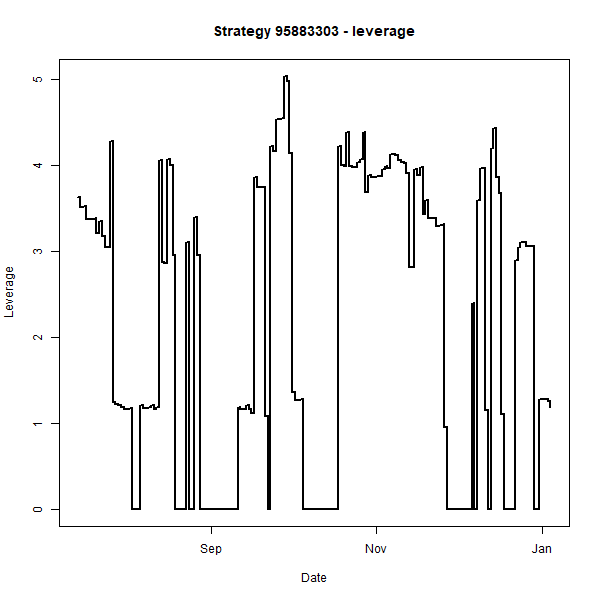 Strategy 95883303 - leverage
5
4
3
2
1
0
Leverage
Sep
Nov
Jan
Date